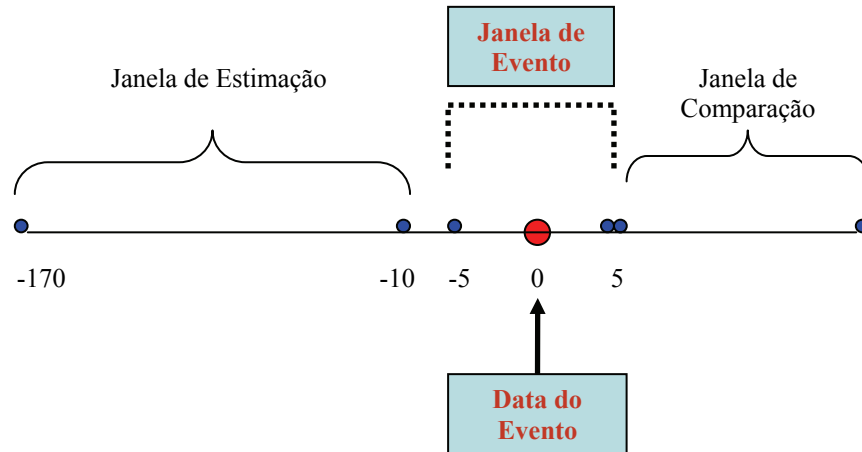 Janela de
Evento
Janela de Estimação
Janela de
Comparação
-170
-10
-5
0
5
Data do
Evento